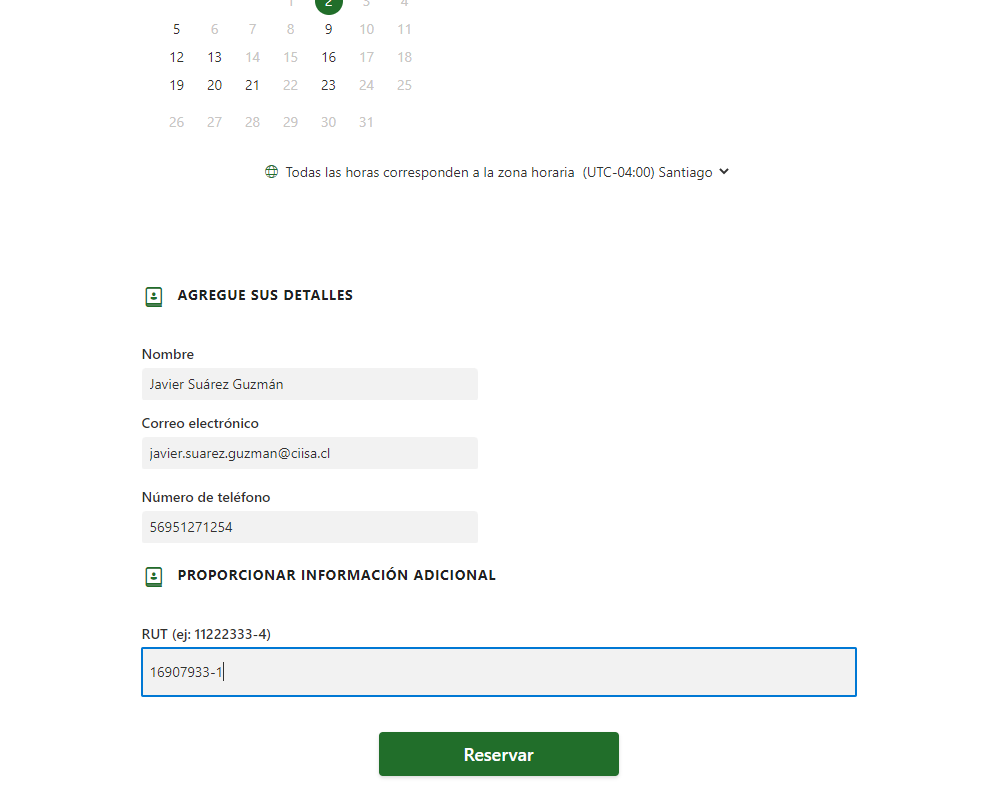 1 2 3 4
5 6 7 8 9 10 11
12 13 14 15 16 17 18
19 20 21 22 23 24 25
26 27 28 29 30 31
Todas las horas corresponden a la zona horaria (UTC-04:00) Santiago
AGREGUE SUS DETALLES
Nombre
Javier Suárez Guzmán
Correo electrónico
javier.suarez.guzman@ciisa.cl
Número de teléfono
56951271254
PROPORCIONAR INFORMACIÓN ADICIONAL
RUT (ej: 11222333-4)
16907933-1
Reservar